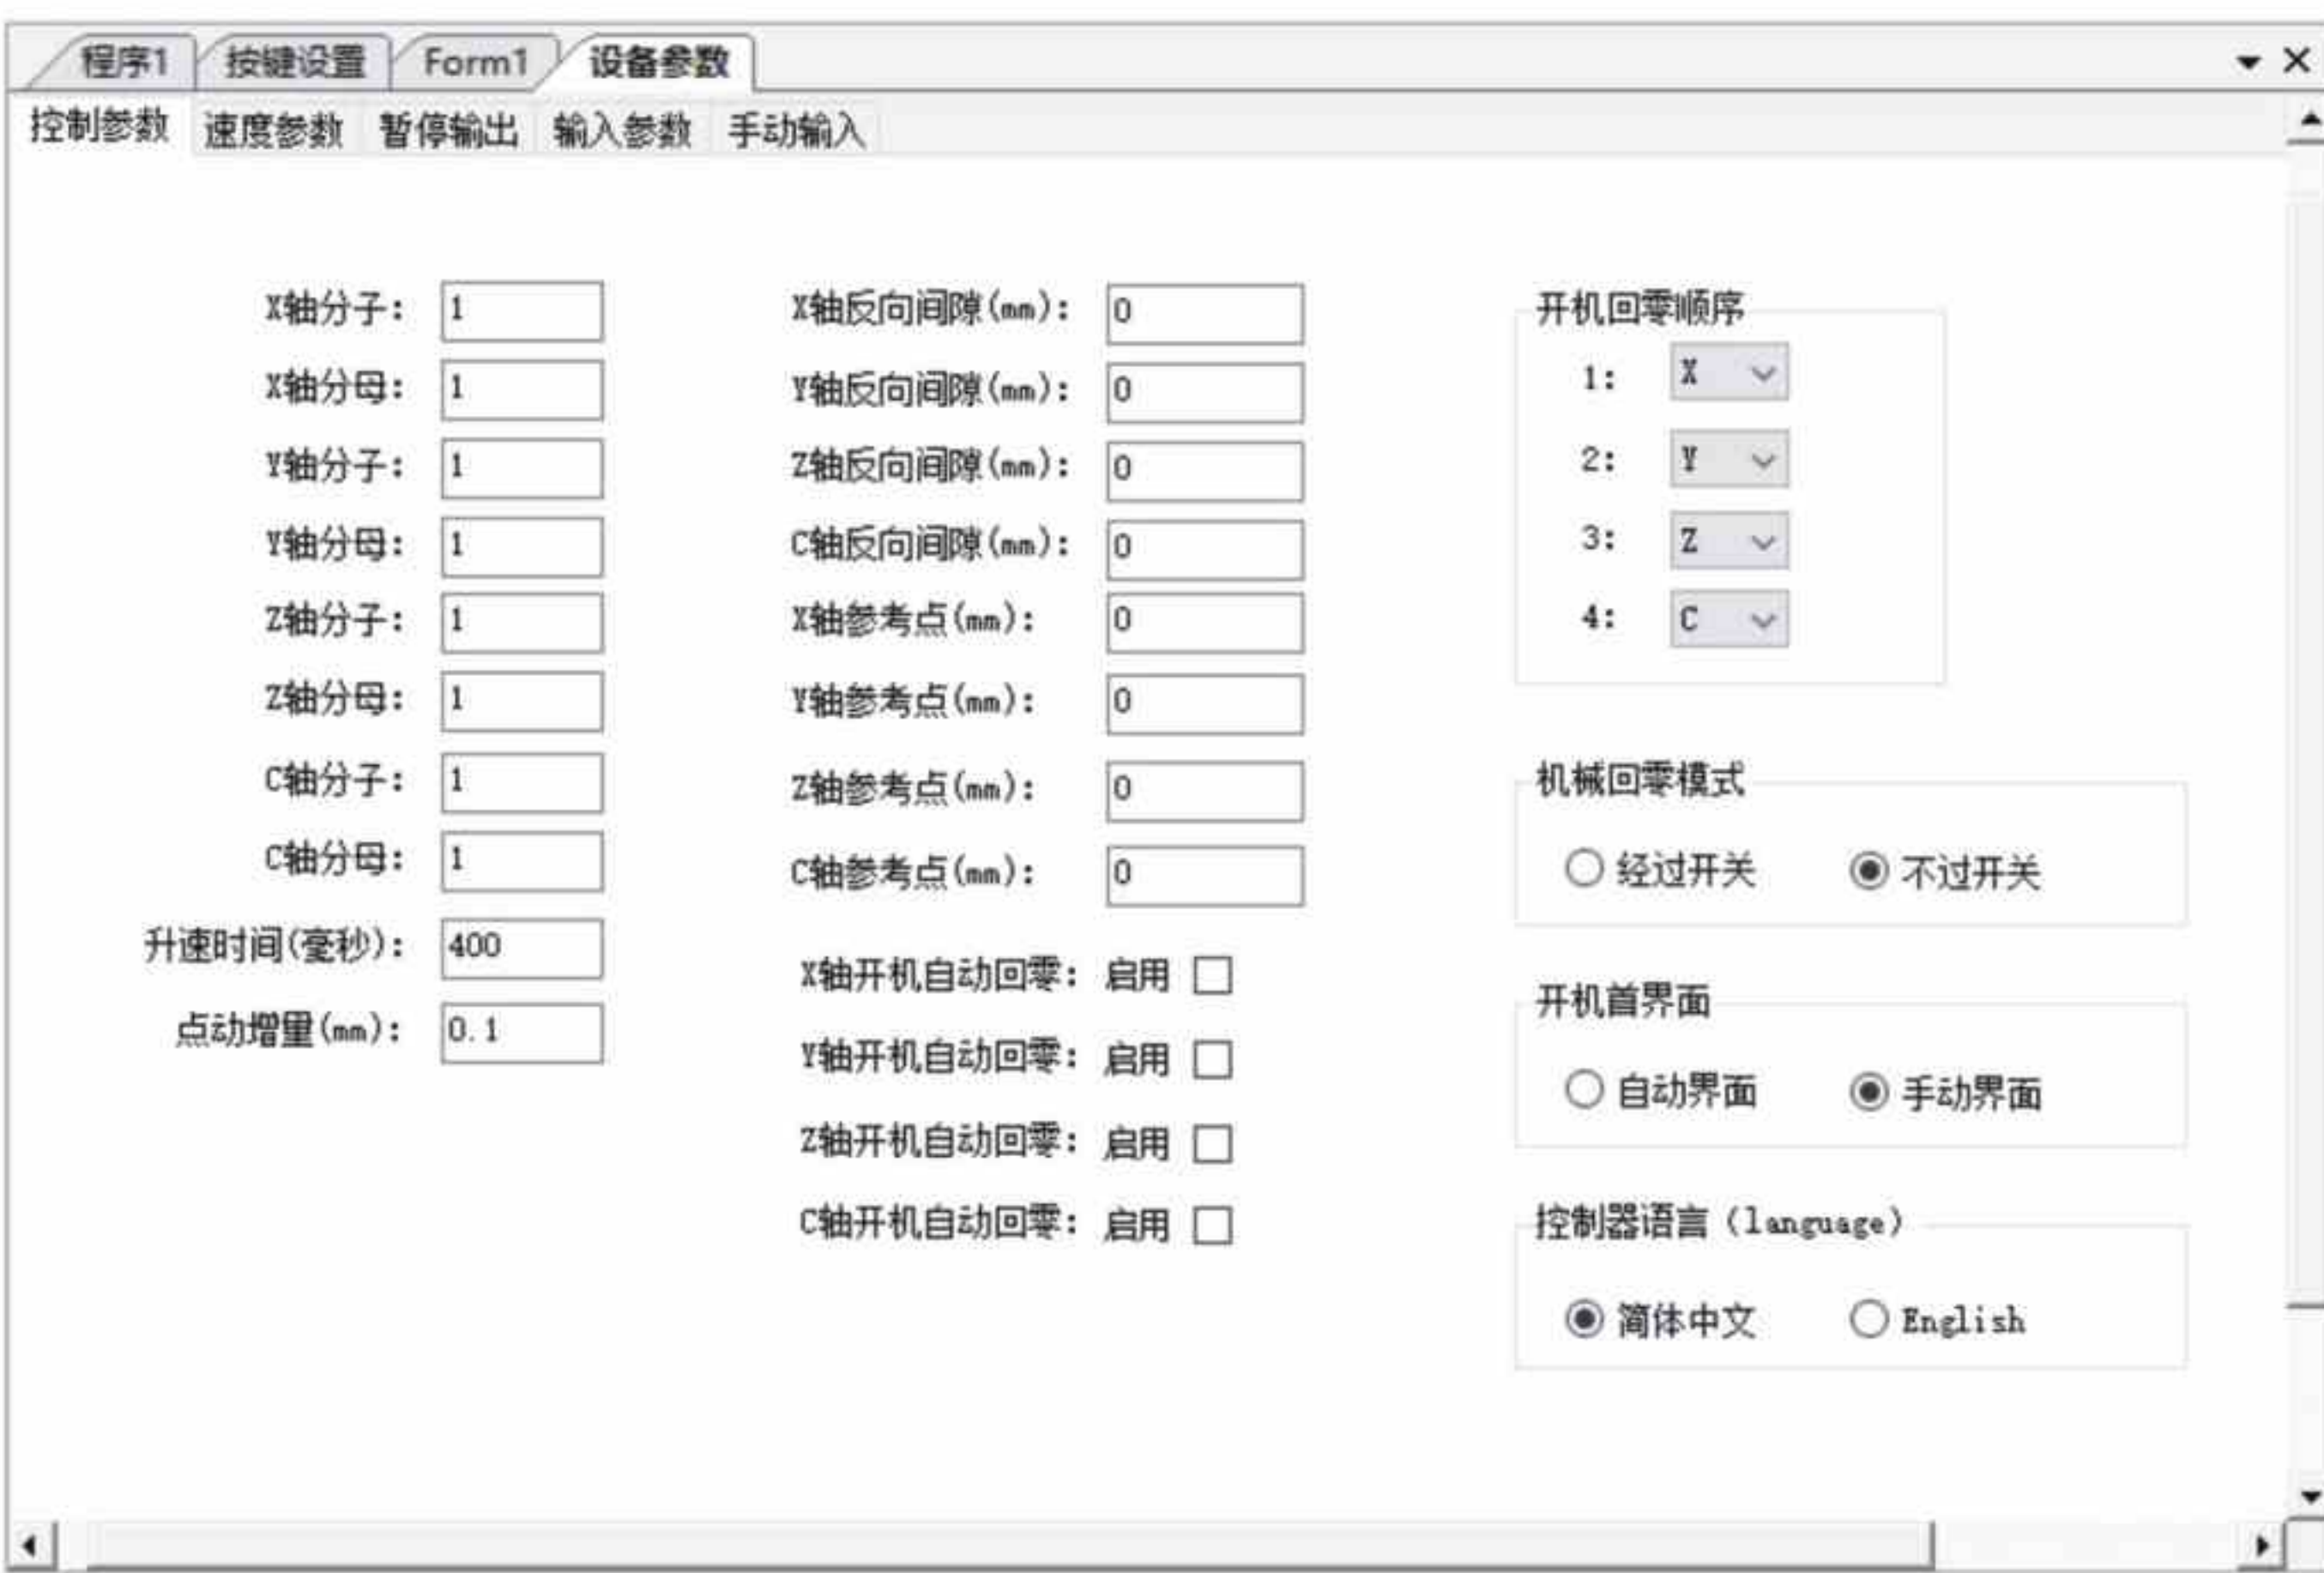 程序1 按键设置 Form1 设备参数
控制参数 速度参数 暂停输出 输入参数 手动输入
X轴分子: 1
X轴分母: 1
Y轴分子: 1
Y轴分母: 1
Z轴分子: 1
Z轴分母: 1
C轴分子: 1
C轴分母: 1
升速时间(毫秒): 400
点动增量(mm): 0.1
X轴反向间隙(mm): 0
Y轴反向间隙(mm): 0
Z轴反向间隙(mm): 0
C轴反向间隙(mm): 0
X轴参考点(mm): 0
Y轴参考点(mm): 0
Z轴参考点(mm): 0
C轴参考点(mm): 0
X轴开机自动回零: 启用
Y轴开机自动回零: 启用
Z轴开机自动回零: 启用
C轴开机自动回零: 启用
开机回零顺序
1: X
2: Y
3: Z
4: C
机械回零模式
经过开关 不过开关
开机首界面
自动界面 手动界面
控制器语言（language）
简体中文 English